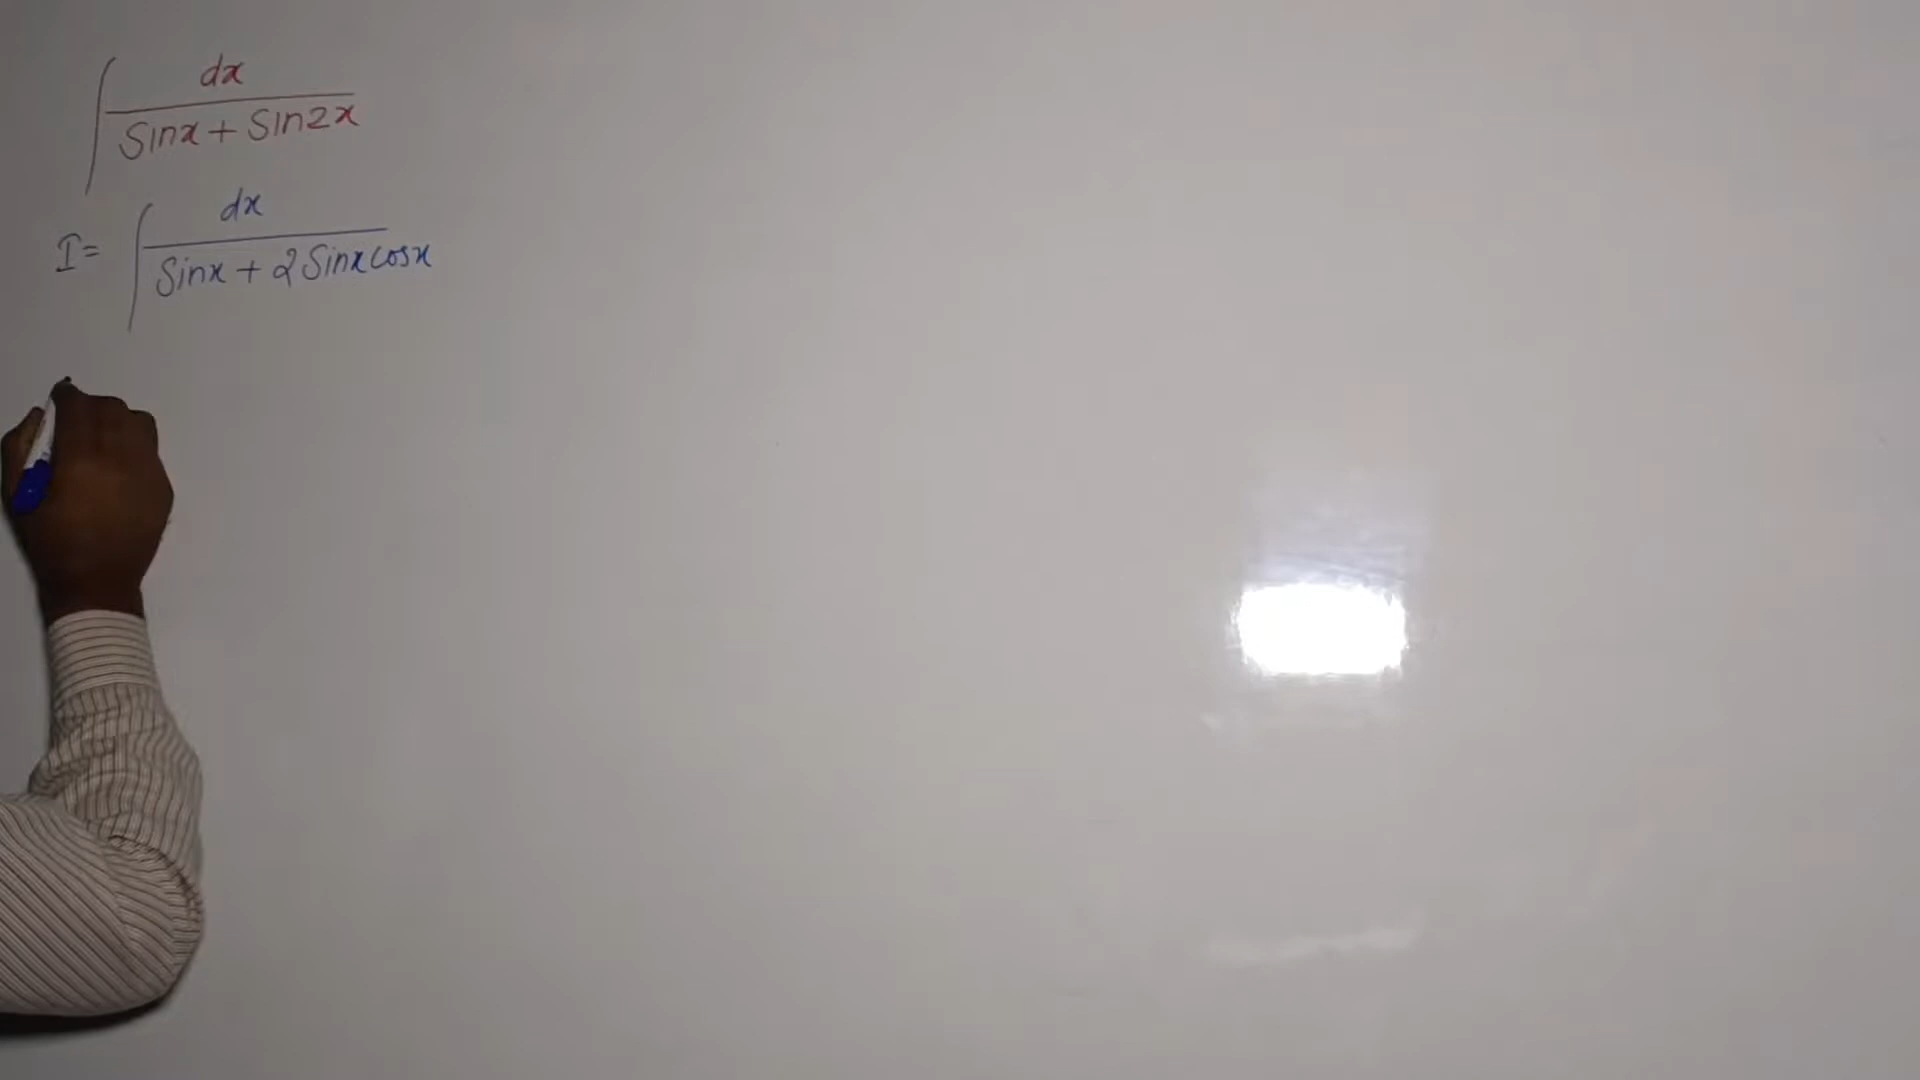 ∫ dx / Sinx + Sin2x
I = ∫ dx / Sinx + 2 Sinx cosx